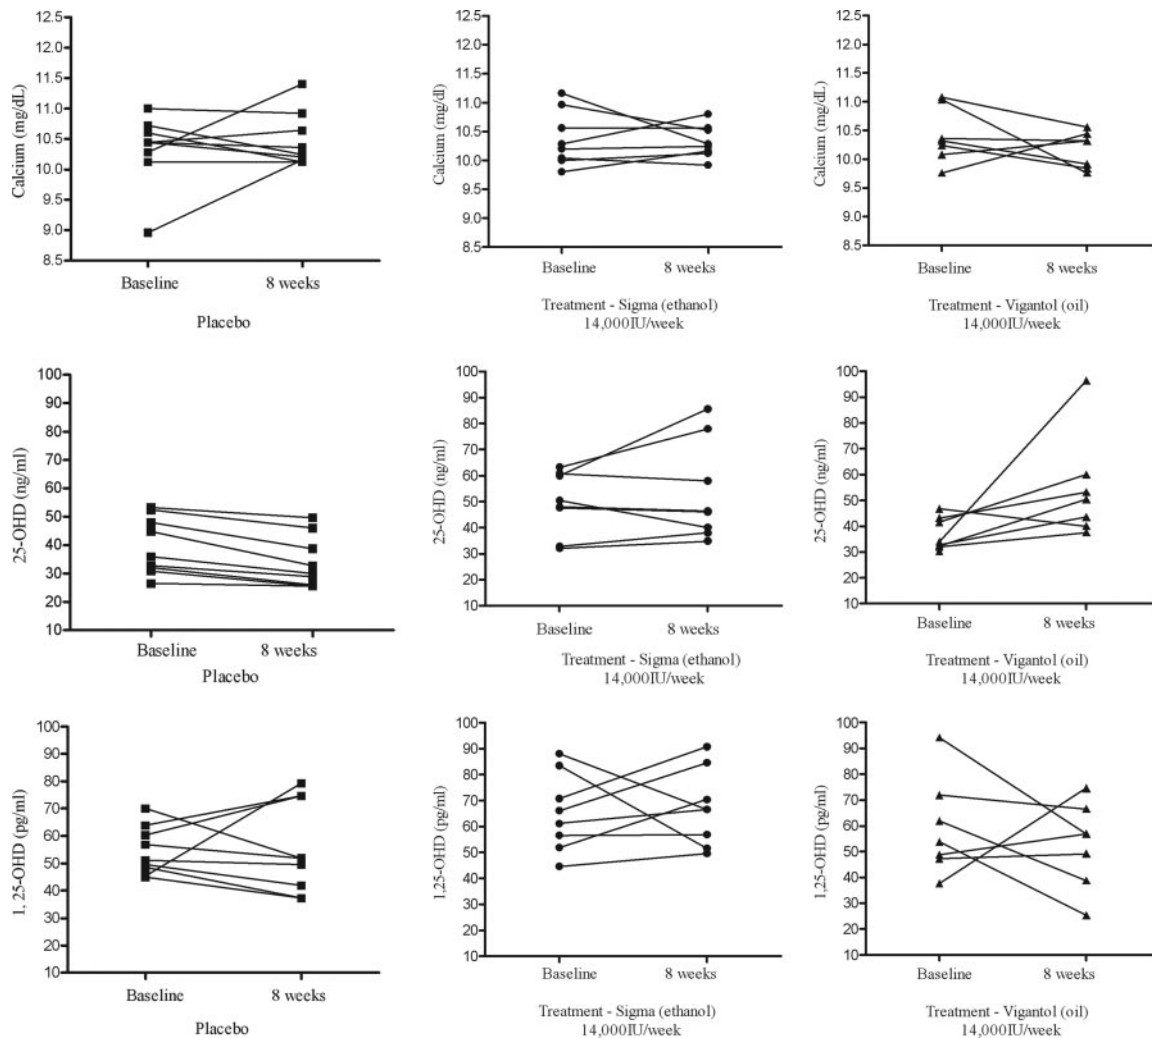 Calcium (mg/dL)
12.5
12.0
11.5
11.0
10.5
10.0
9.5
9.0
8.5
Baseline 8 weeks
Placebo
Calcium (mg/dl)
12.5
12.0
11.5
11.0
10.5
10.0
9.5
9.0
8.5
Baseline 8 weeks
Treatment - Sigma (ethanol)
14,000IU/week
Calcium (mg/dL)
12.5
12.0
11.5
11.0
10.5
10.0
9.5
9.0
8.5
Baseline 8 weeks
Treatment - Vigantol (oil)
14,000IU/week
25-OHD (ng/ml)
100
90
80
70
60
50
40
30
20
10
Baseline 8 weeks
Placebo
25-OHD (ng/ml)
100
90
80
70
60
50
40
30
20
10
Baseline 8 weeks
Treatment - Sigma (ethanol)
14,000IU/week
25-OHD (ng/ml)
100
90
80
70
60
50
40
30
20
10
Baseline 8 weeks
Treatment - Vigantol (oil)
14,000IU/week
1, 25-OHD (pg/ml)
100
90
80
70
60
50
40
30
20
10
Baseline 8 weeks
Placebo
1,25-OHD (pg/ml)
100
90
80
70
60
50
40
30
20
10
Baseline 8 weeks
Treatment - Sigma (ethanol)
14,000IU/week
1,25-OHD (pg/ml)
100
90
80
70
60
50
40
30
20
10
Baseline 8 weeks
Treatment - Vigantol (oil)
14,000IU/week